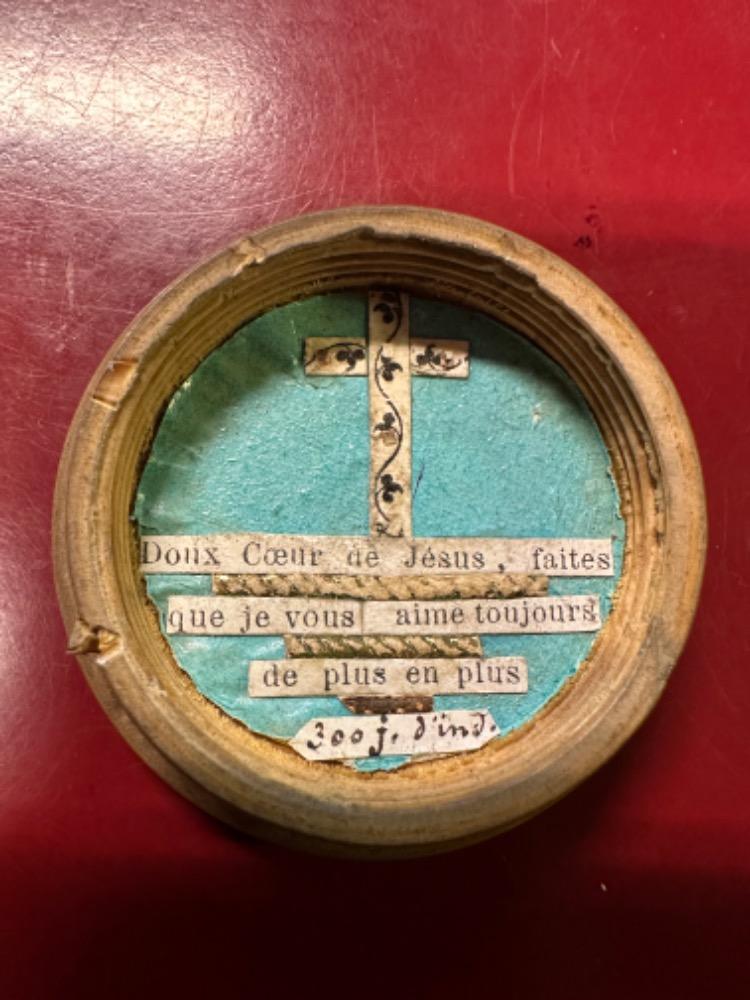 Doux Cœur de Jésus, faites
que je vous aime toujours
de plus en plus
300 j. d'ind.